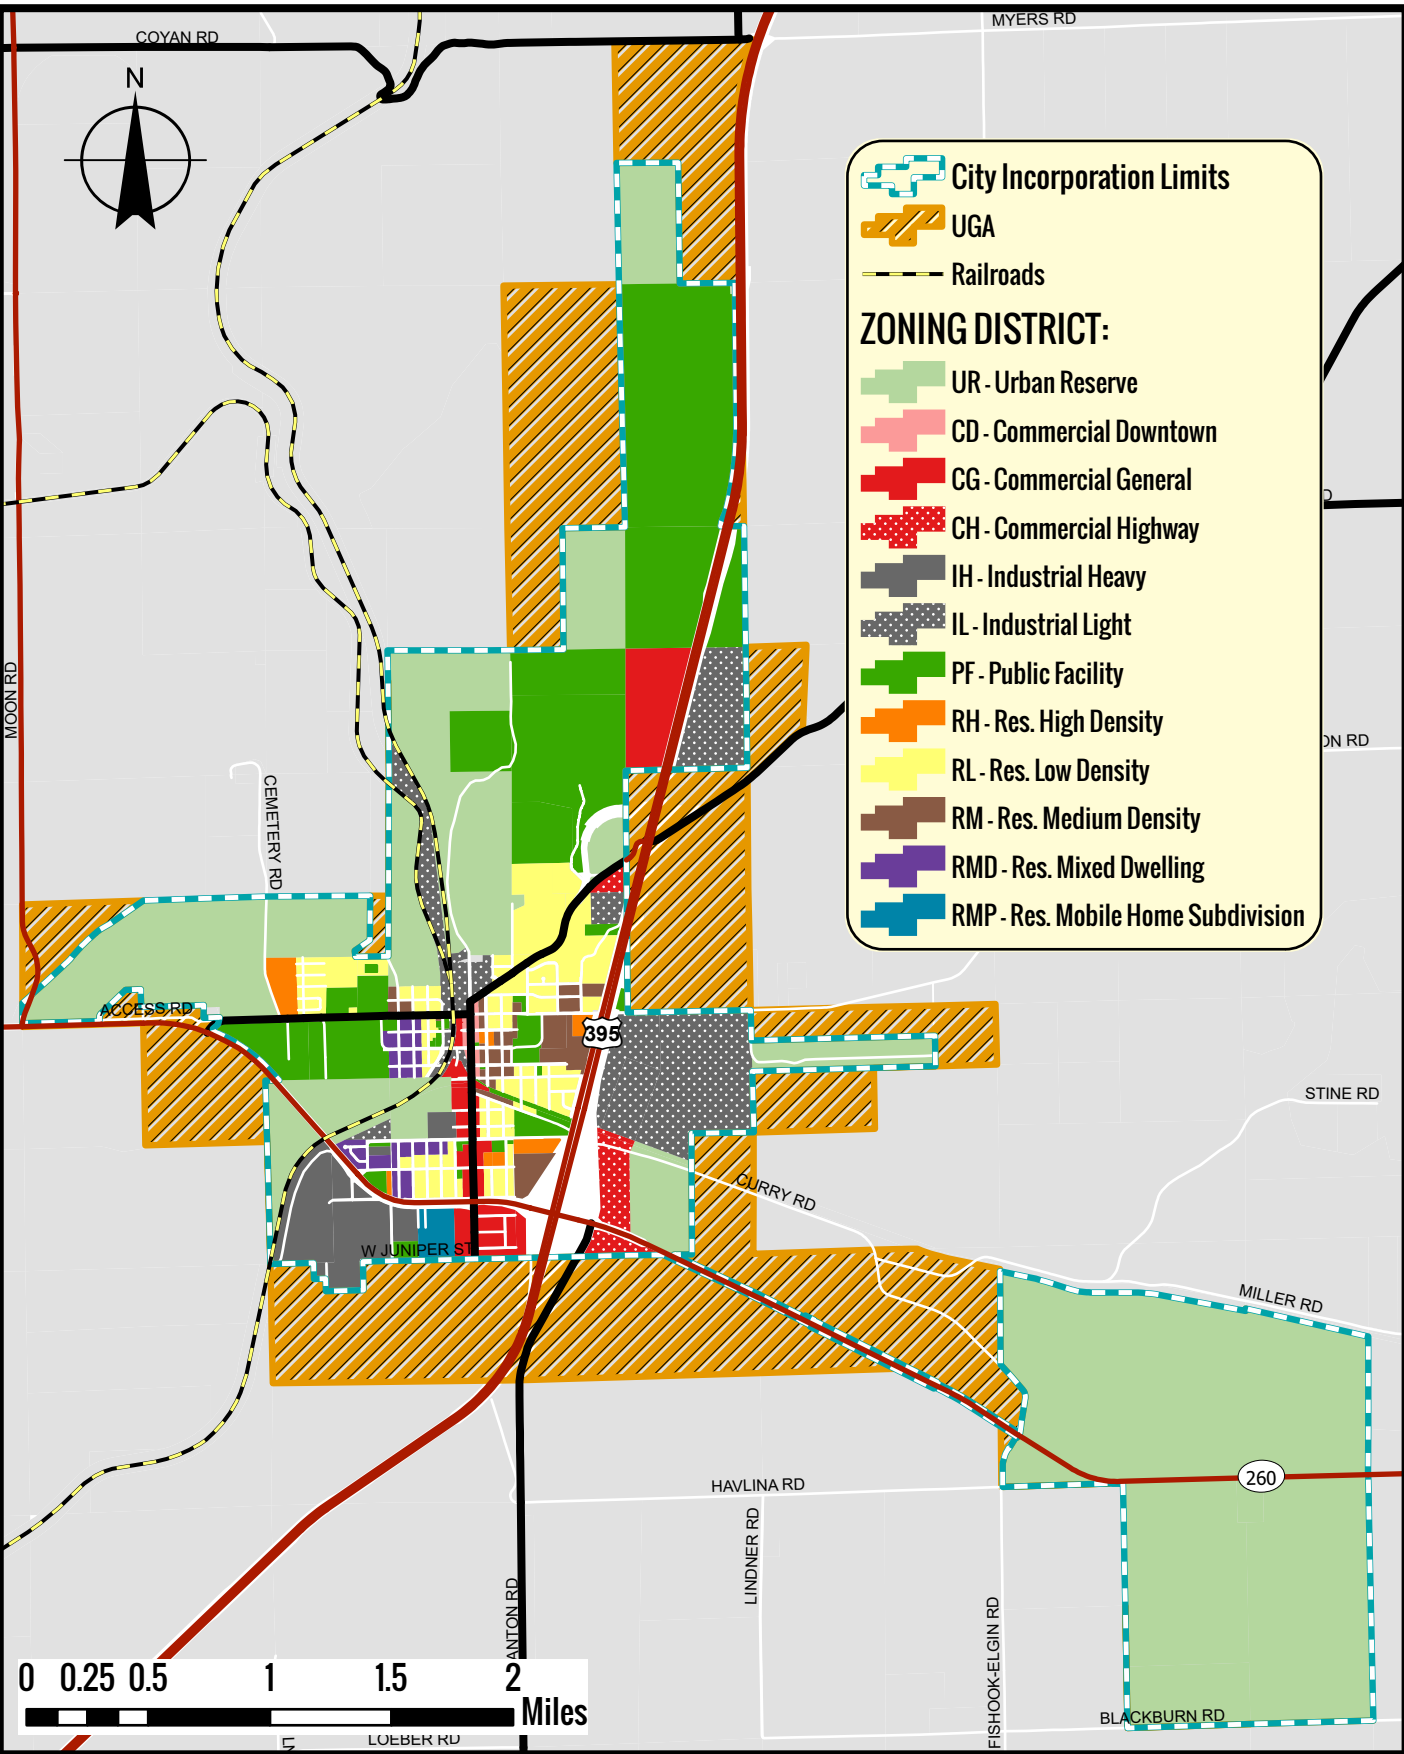 MYERS RD
COYAN RD
N
City Incorporation Limits
UGA
Railroads
ZONING DISTRICT:
UR - Urban Reserve
CD - Commercial Downtown
CG - Commercial General
CH - Commercial Highway
IH - Industrial Heavy
IL - Industrial Light
PF - Public Facility
RH - Res. High Density
RL - Res. Low Density
RM - Res. Medium Density
RMD - Res. Mixed Dwelling
RMP - Res. Mobile Home Subdivision
D
ON RD
MOON RD
CEMETERY RD
ACCESS RD
395
STINE RD
CURRY RD
W JUNIPER ST
MILLER RD
260
HAVLINA RD
LINDNER RD
ANTON RD
FISHOOK-ELGIN RD
BLACKBURN RD
0 0.25 0.5 1 1.5 2
Miles
LOEBER RD